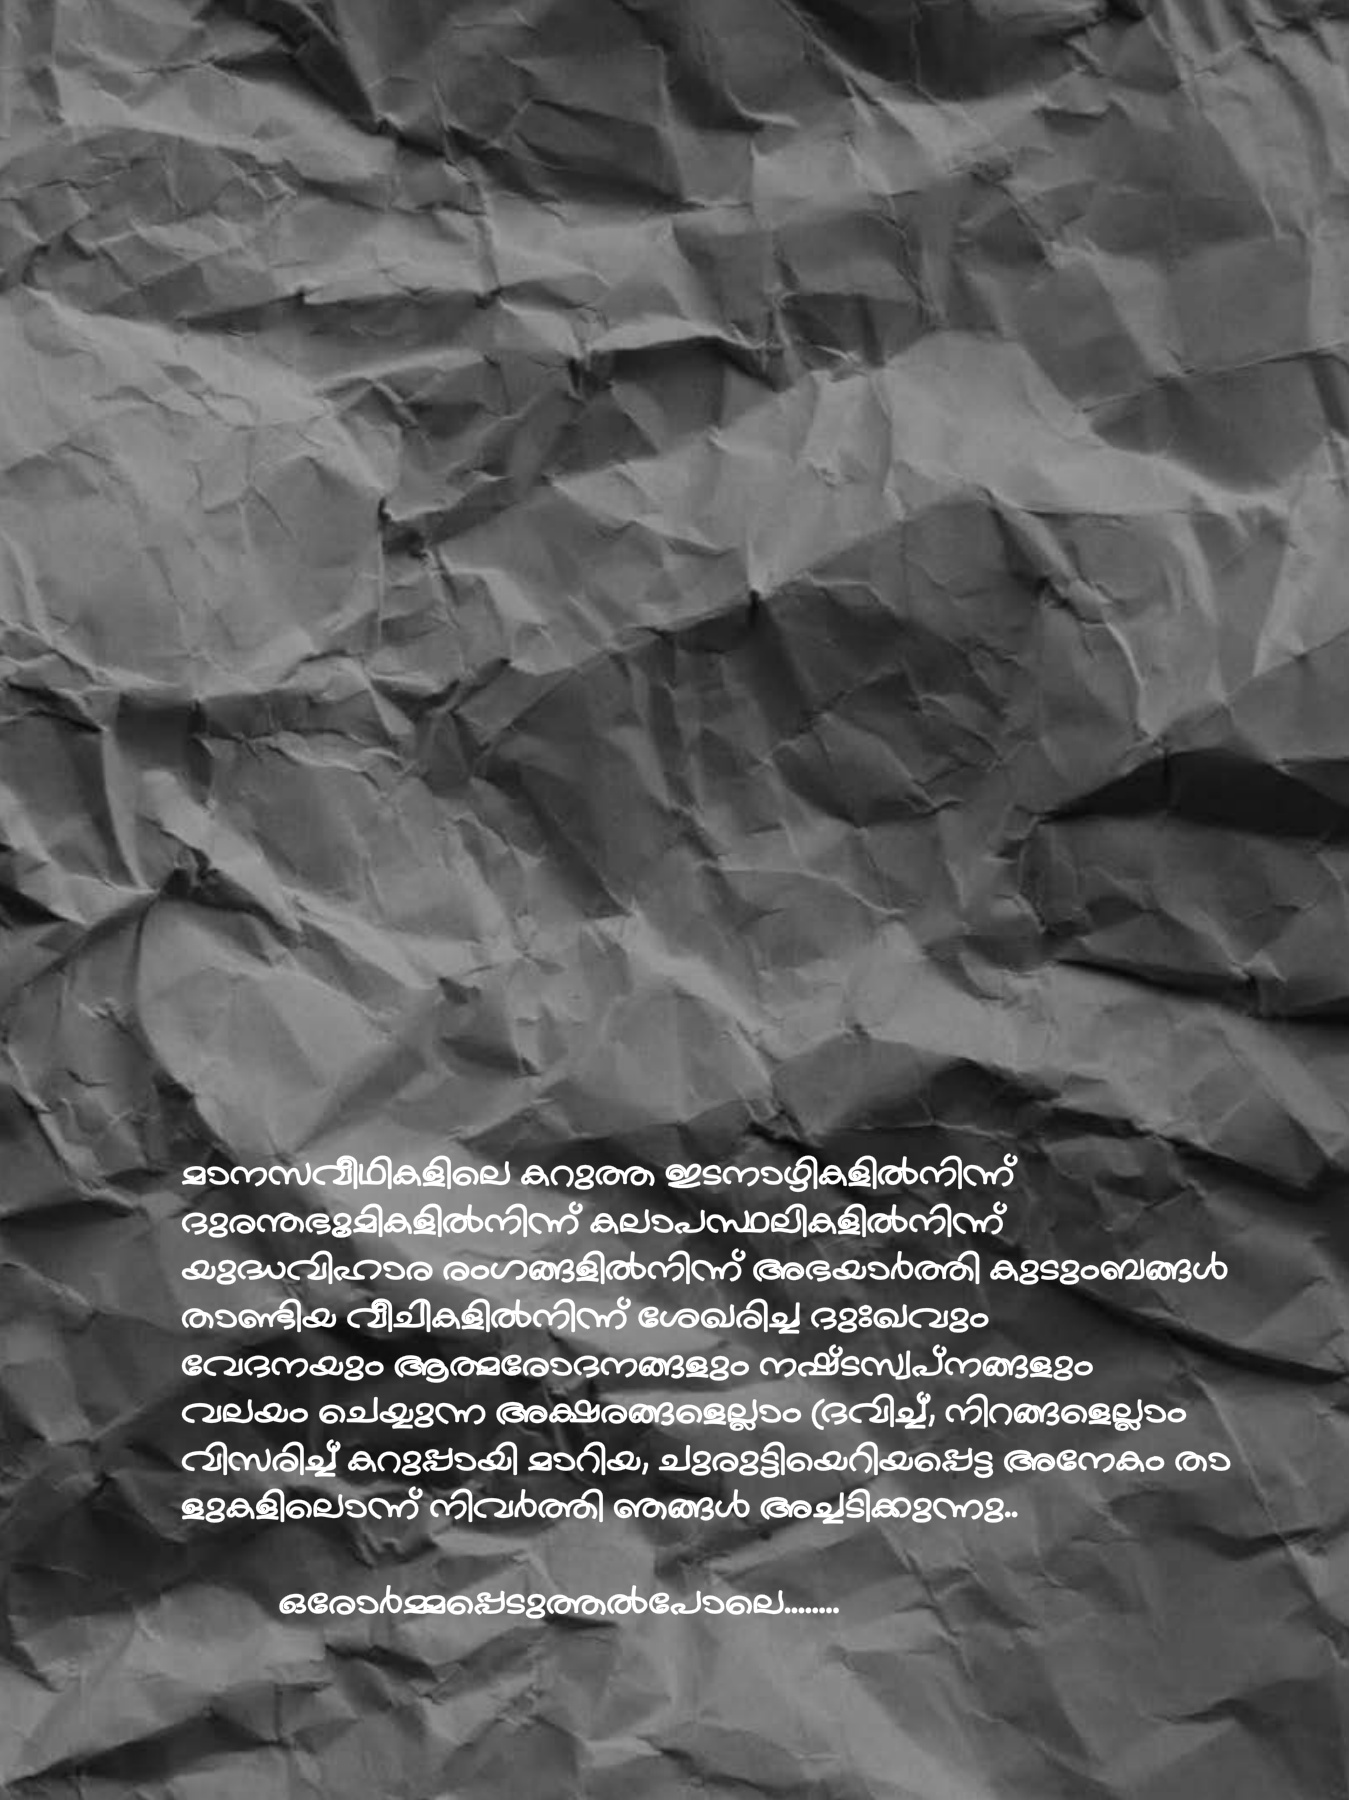 മാനസവീഥികളിലെ കറുത്ത ഇടനാഴികളിൽനിന്ന്
ദുരന്തഭൂമികളിൽനിന്ന് കലാപസ്ഥലികളിൽനിന്ന്
യുദ്ധവിഹാര രംഗങ്ങളിൽനിന്ന് അഭയാർത്തി കുടുംബങ്ങൾ
താണ്ടിയ വീചികളിൽനിന്ന് ശേഖരിച്ച ദുഃഖവും
വേദനയും ആത്മരോദനങ്ങളും നഷ്ടസ്വപ്നങ്ങളും
വലയം ചെയ്യുന്ന അക്ഷരങ്ങളെല്ലാം ദ്രവിച്ച്, നിറങ്ങളെല്ലാം
വിസരിച്ച് കറുപ്പായി മാറിയ, ചുരുട്ടിയെറിയപ്പെട്ട അനേകം താ
ളുകളിലൊന്ന് നിവർത്തി ഞങ്ങൾ അച്ചടിക്കുന്നു..
ഒരോർമ്മപ്പെടുത്തൽപോലെ........